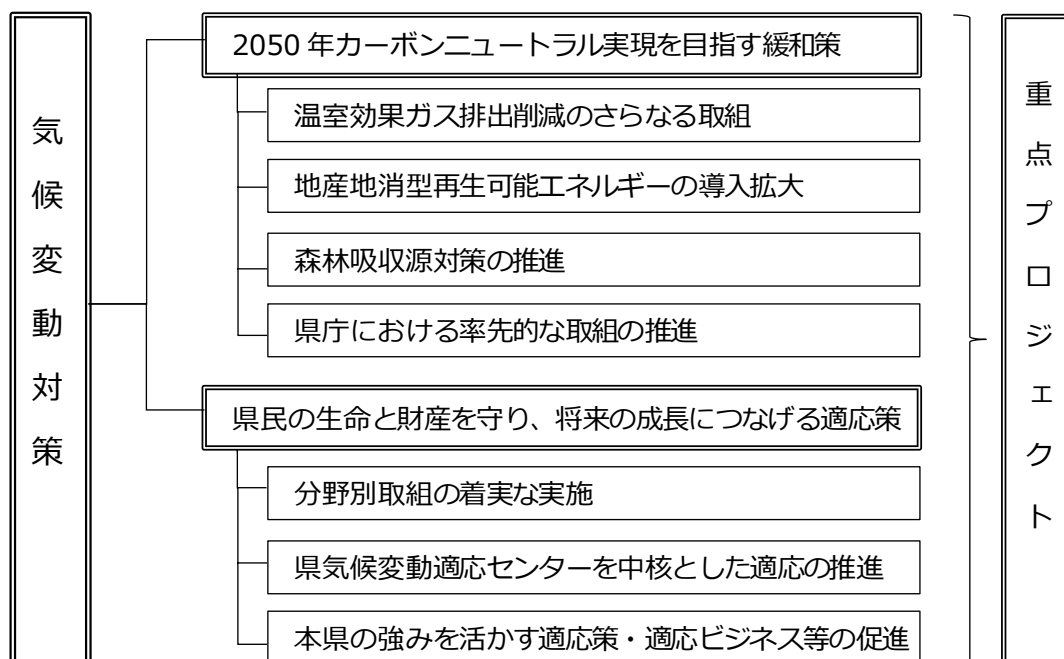 気候変動対策
2050 年カーボンニュートラル実現を目指す緩和策
温室効果ガス排出削減のさらなる取組
地産地消型再生可能エネルギーの導入拡大
森林吸収源対策の推進
県庁における率先的な取組の推進
県民の生命と財産を守り、将来の成長につなげる適応策
分野別取組の着実な実施
県気候変動適応センターを中核とした適応の推進
本県の強みを活かす適応策・適応ビジネス等の促進
重点プロジェクト